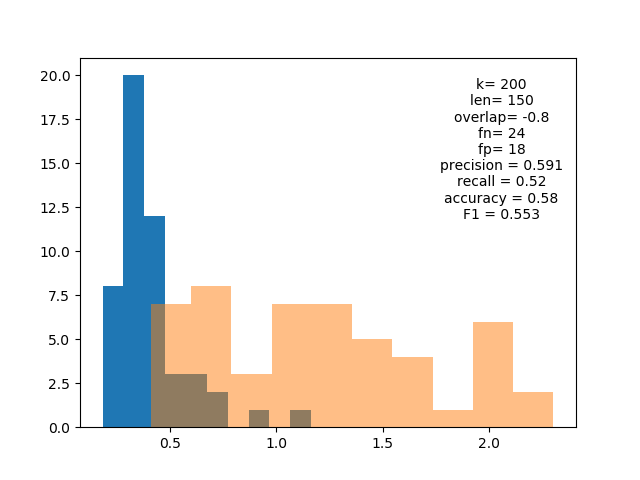 20.0
17.5
15.0
12.5
10.0
7.5
5.0
2.5
0.0
k= 200
len= 150
overlap= -0.8
fn= 24
fp= 18
precision = 0.591
recall = 0.52
accuracy = 0.58
F1 = 0.553
0.5 1.0 1.5 2.0